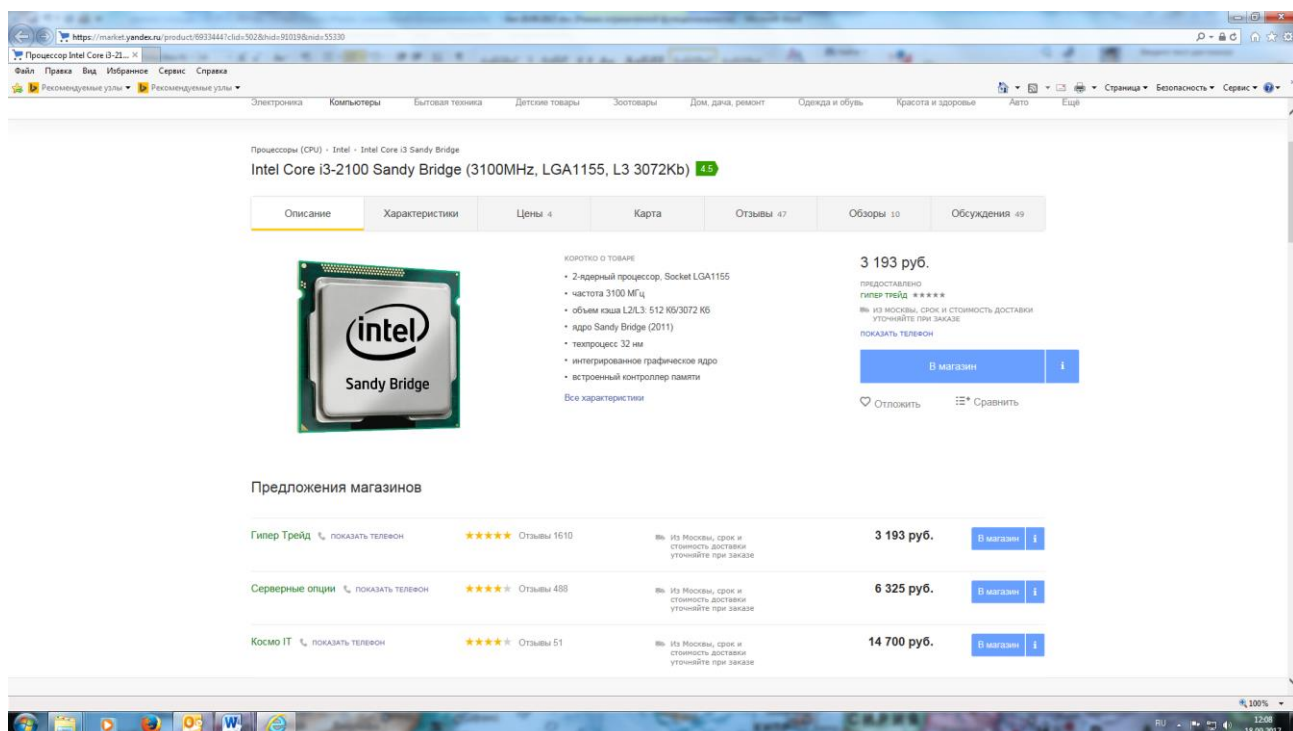 https://market.yandex.ru/product/6933444?clid=502&hid=91019&nid=55330
Процессор Intel Core i3-21...
Файл Правка Вид Избранное Сервис Справка
Рекомендуемые узлы Рекомендуемые узлы Страница Безопасность Сервис
Электроника Компьютеры Бытовая техника Детские товары Зоотовары Дом, дача, ремонт Одежда и обувь Красота и здоровье Авто Ещё
Процессоры (CPU) · Intel · Intel Core i3 Sandy Bridge
Intel Core i3-2100 Sandy Bridge (3100MHz, LGA1155, L3 3072Kb) 4.5
Описание Характеристики Цены 4 Карта Отзывы 47 Обзоры 10 Обсуждения 49
intel
Sandy Bridge
КОРОТКО О ТОВАРЕ
• 2-ядерный процессор, Socket LGA1155
• частота 3100 МГц
• объем кэша L2/L3: 512 Кб/3072 Кб
• ядро Sandy Bridge (2011)
• техпроцесс 32 нм
• интегрированное графическое ядро
• встроенный контроллер памяти
Все характеристики
3 193 руб.
ПРЕДОСТАВЛЕНО
ГИПЕР ТРЕЙД ★★★★★
ИЗ МОСКВЫ, СРОК И СТОИМОСТЬ ДОСТАВКИ
УТОЧНЯЙТЕ ПРИ ЗАКАЗЕ
ПОКАЗАТЬ ТЕЛЕФОН
В магазин i
Отложить Сравнить
Предложения магазинов
Гипер Трейд ПОКАЗАТЬ ТЕЛЕФОН ★★★★★ Отзывы 1610 Из Москвы, срок и 3 193 руб. В магазин i
стоимость доставки
уточняйте при заказе
Серверные опции ПОКАЗАТЬ ТЕЛЕФОН ★★★★★ Отзывы 488 Из Москвы, срок и 6 325 руб. В магазин i
стоимость доставки
уточняйте при заказе
Космо IT ПОКАЗАТЬ ТЕЛЕФОН ★★★★★ Отзывы 51 Из Москвы, срок и 14 700 руб. В магазин i
стоимость доставки
уточняйте при заказе
100%
RU 12:08
18.09.2017